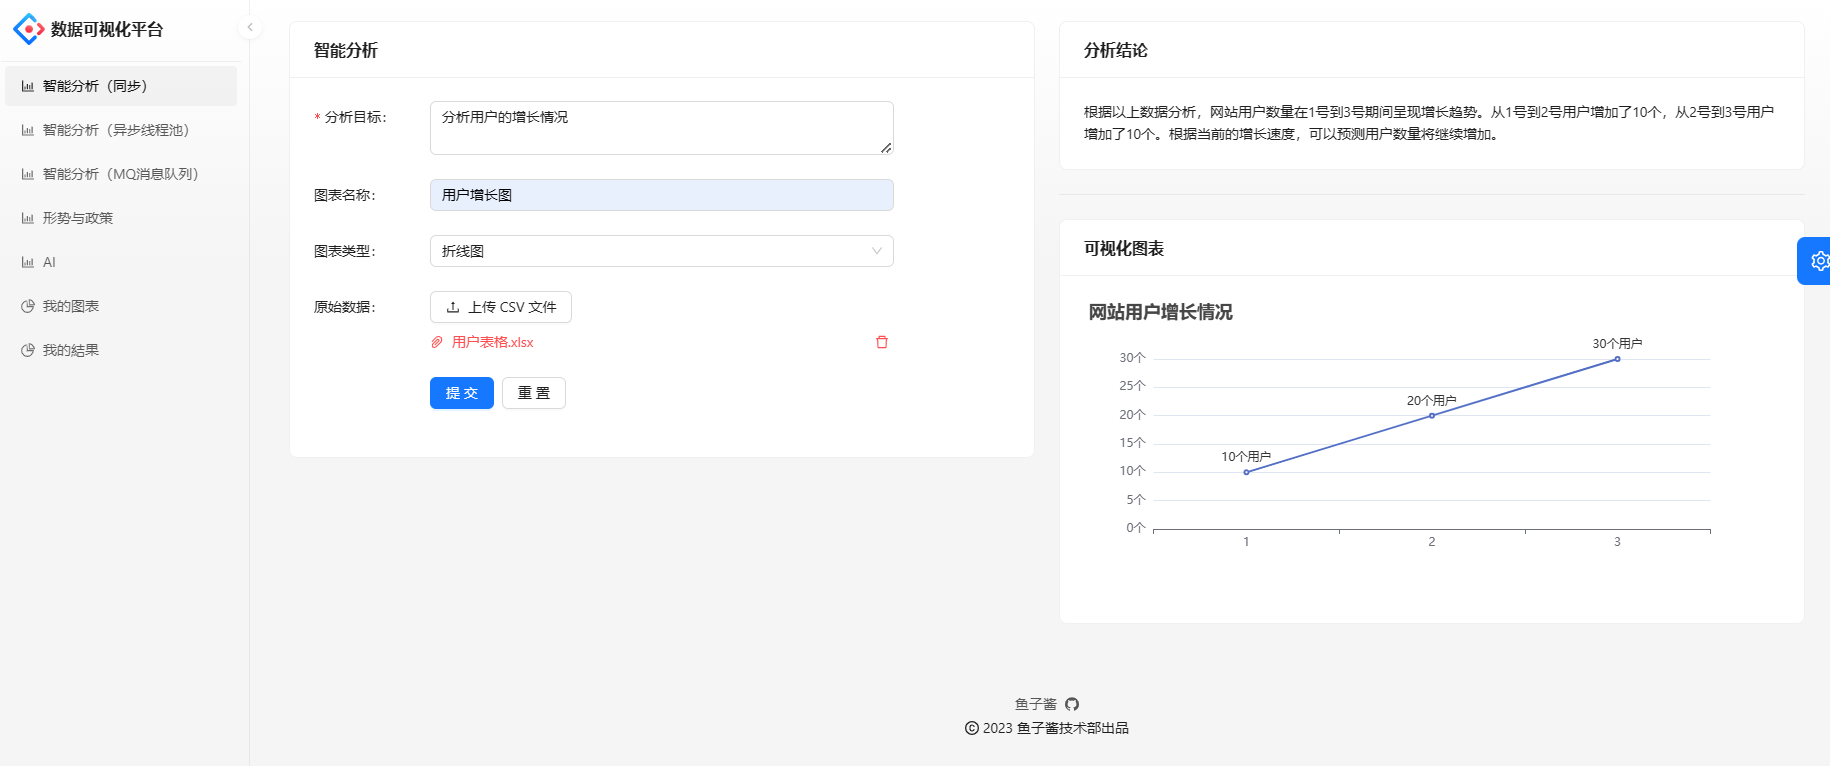 数据可视化平台
智能分析（同步）
智能分析（异步线程池）
智能分析（MQ消息队列）
形势与政策
AI
我的图表
我的結果
智能分析
* 分析目标：
分析用户的增长情况
图表名称：
用户增长图
图表类型：
折线图
原始数据：
上传 CSV 文件
用户表格.xlsx
提 交
重 置
分析结论
根据以上数据分析，网站用户数量在1号到3号期间呈现增长趋势。从1号到2号用户增加了10个，从2号到3号用户
增加了10个。根据当前的增长速度，可以预测用户数量将继续增加。
可视化图表
网站用户增长情况
30个
25个
20个
15个
10个
5个
0个
10个用户
20个用户
30个用户
1
2
3
鱼子酱
© 2023 鱼子酱技术部出品